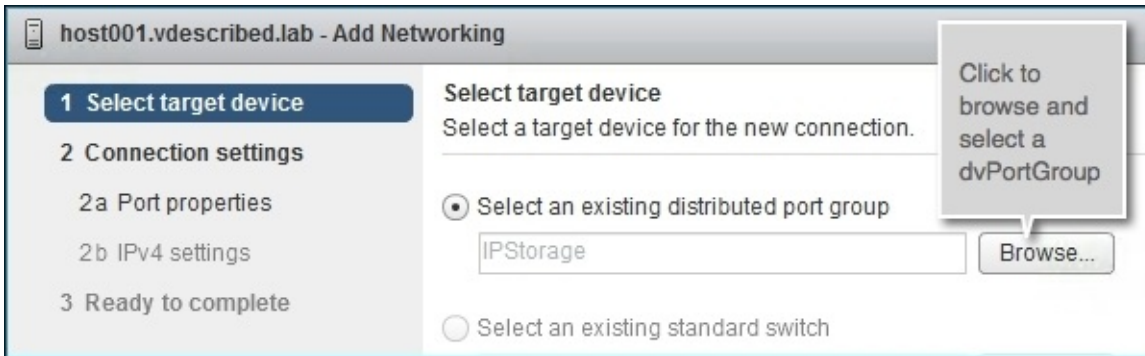 host001.vdescribed.lab - Add Networking
1 Select target device
2 Connection settings
2a Port properties
2b IPv4 settings
3 Ready to complete
Select target device
Select a target device for the new connection.
Select an existing distributed port group
IPStorage
Browse...
Select an existing standard switch
Click to
browse and
select a
dvPortGroup